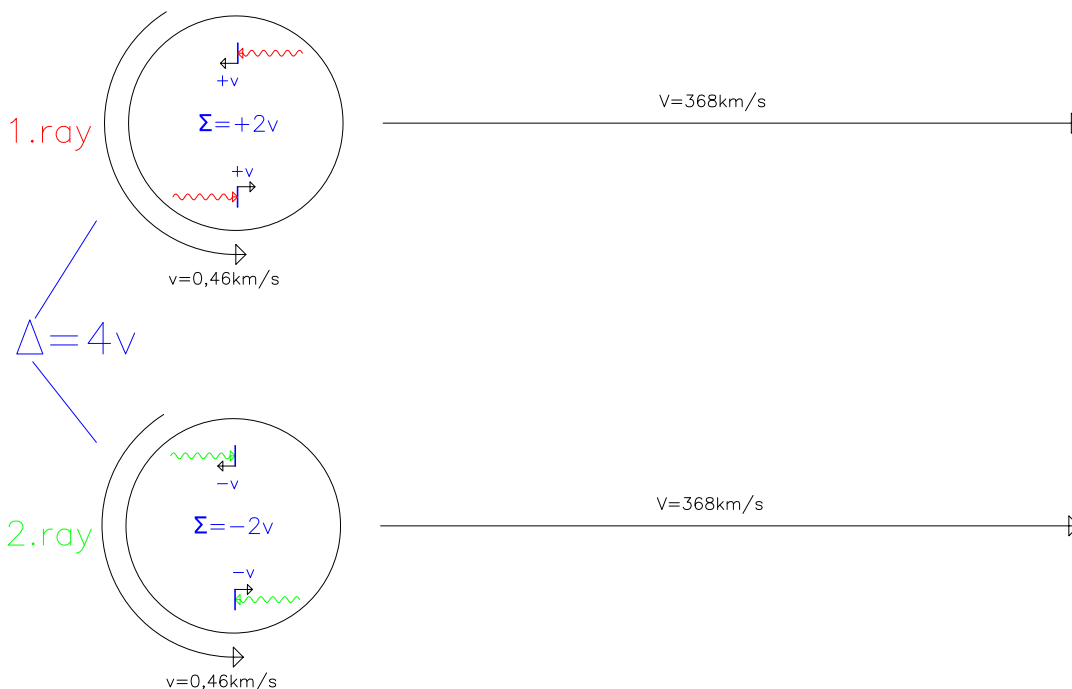 +v
V=368km/s
1.ray
Σ=+2v
+v
v=0,46km/s
Δ=4v
−v
V=368km/s
2.ray
Σ=−2v
−v
v=0,46km/s